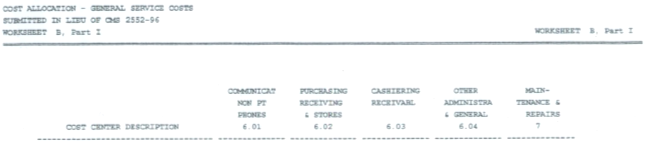 COST ALLOCATION - GENERAL SERVICE COSTS
SUBMITTED IN LIEU OF CMS 2552-96
WORKSHEET B, Part I WORKSHEET B, Part I
COMMUNICAT PURCHASING CASHIERING OTHER MAIN-
NON PT RECEIVING RECEIVABL ADMINISTRA TENANCE &
PHONES & STORES & GENERAL REPAIRS
COST CENTER DESCRIPTION 6.01 6.02 6.03 6.04 7